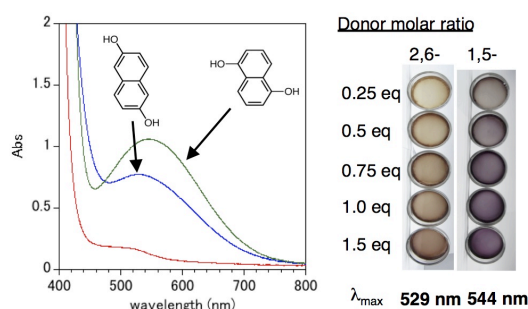 2
1.5
1
0.5
0
Abs
400 500 600 700 800
wavelength (nm)
HO
OH
HO
OH
Donor molar ratio
2,6- 1,5-
0.25 eq
0.5 eq
0.75 eq
1.0 eq
1.5 eq
λmax 529 nm 544 nm